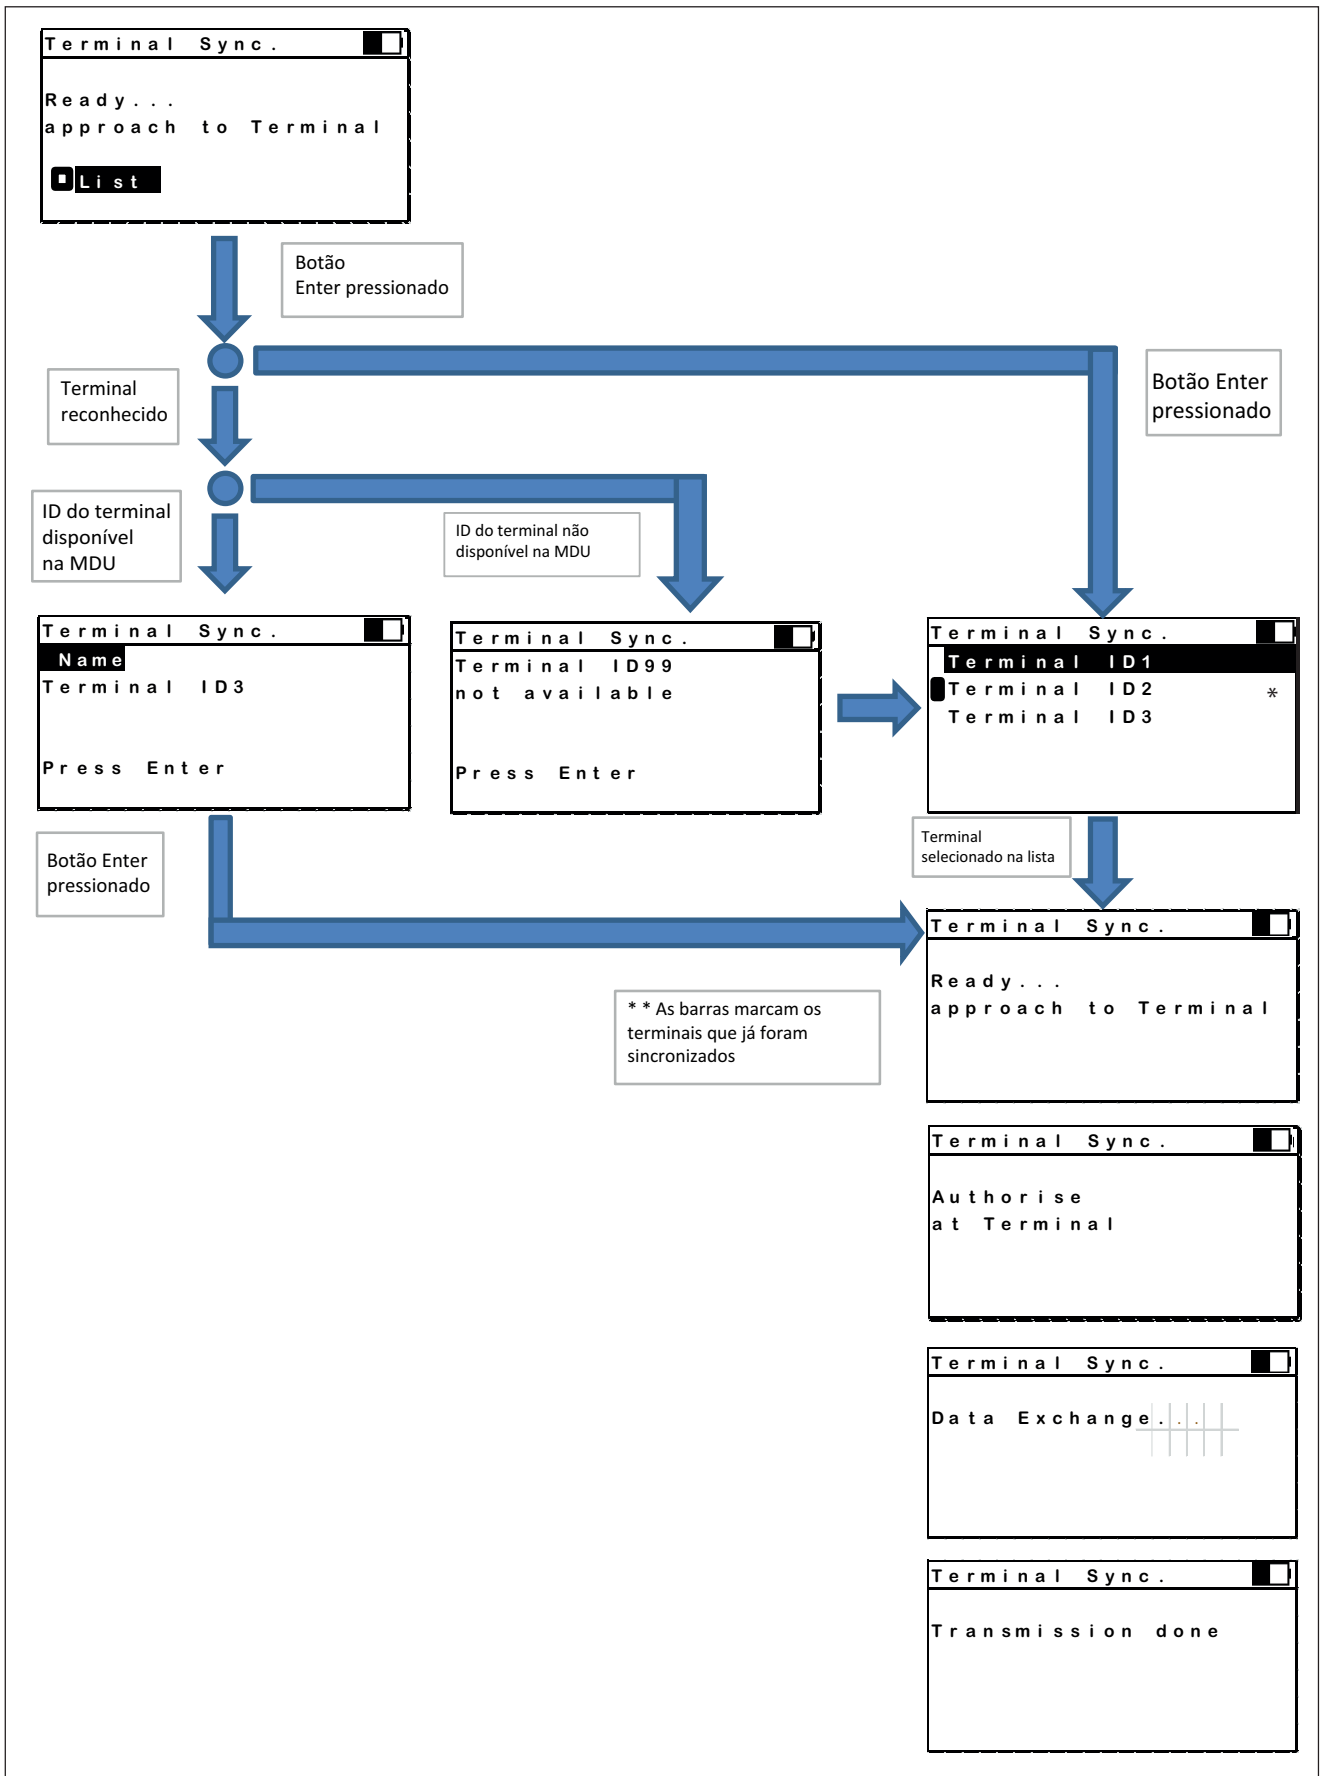 Terminal Sync.
Ready...
approach to Terminal
List
Botão
Enter pressionado
Terminal
reconhecido
Botão Enter
pressionado
ID do terminal
disponível
na MDU
ID do terminal não
disponível na MDU
Terminal Sync.
Name
Terminal ID3
Press Enter
Terminal Sync.
Terminal ID99
not available
Press Enter
Terminal Sync.
Terminal ID1
Terminal ID2 *
Terminal ID3
Botão Enter
pressionado
Terminal
selecionado na lista
Terminal Sync.
Ready...
approach to Terminal
* * As barras marcam os
terminais que já foram
sincronizados
Terminal Sync.
Authorise
at Terminal
Terminal Sync.
Data Exchange...
Terminal Sync.
Transmission done